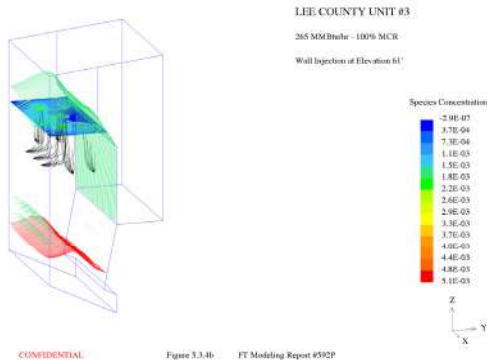 LEE COUNTY UNIT #3
265 MMBtu/hr - 100% MCR
Wall Injection at Elevation 61'
Species Concentration
-2.9E-07
3.7E-04
7.3E-04
1.1E-03
1.5E-03
1.8E-03
2.2E-03
2.6E-03
2.9E-03
3.3E-03
3.7E-03
4.0E-03
4.4E-03
4.8E-03
5.1E-03
Z
Y
X
CONFIDENTIAL Figure 5.3.4b FT Modeling Report #592P